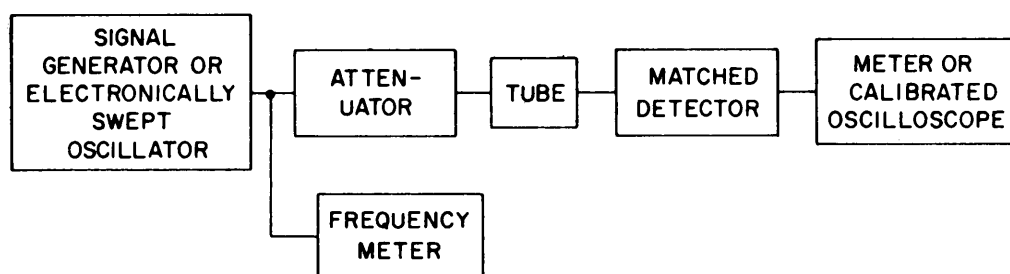 SIGNAL
GENERATOR OR
ELECTRONICALLY
SWEPT
OSCILLATOR
ATTEN-
UATOR
TUBE
MATCHED
DETECTOR
METER OR
CALIBRATED
OSCILLOSCOPE
FREQUENCY
METER